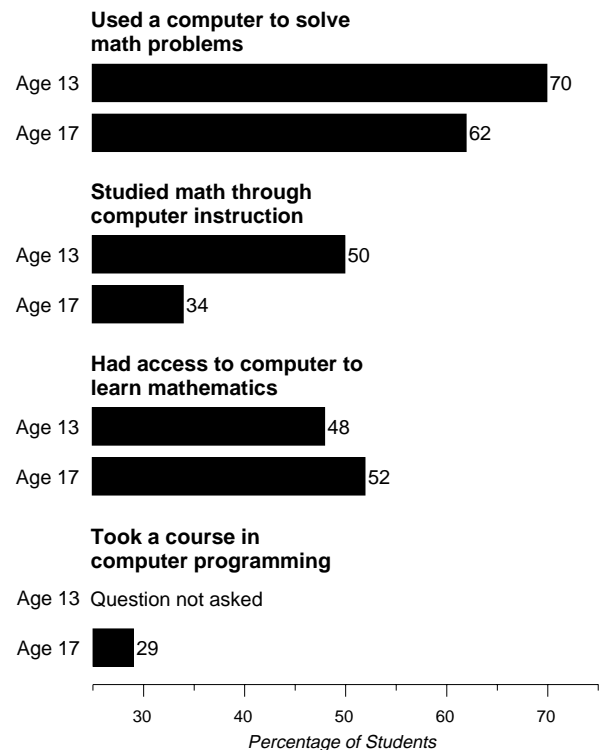 Used a computer to solve
math problems
Age 13 70
Age 17 62
Studied math through
computer instruction
Age 13 50
Age 17 34
Had access to computer to
learn mathematics
Age 13 48
Age 17 52
Took a course in
computer programming
Age 13 Question not asked
Age 17 29
30 40 50 60 70
Percentage of Students